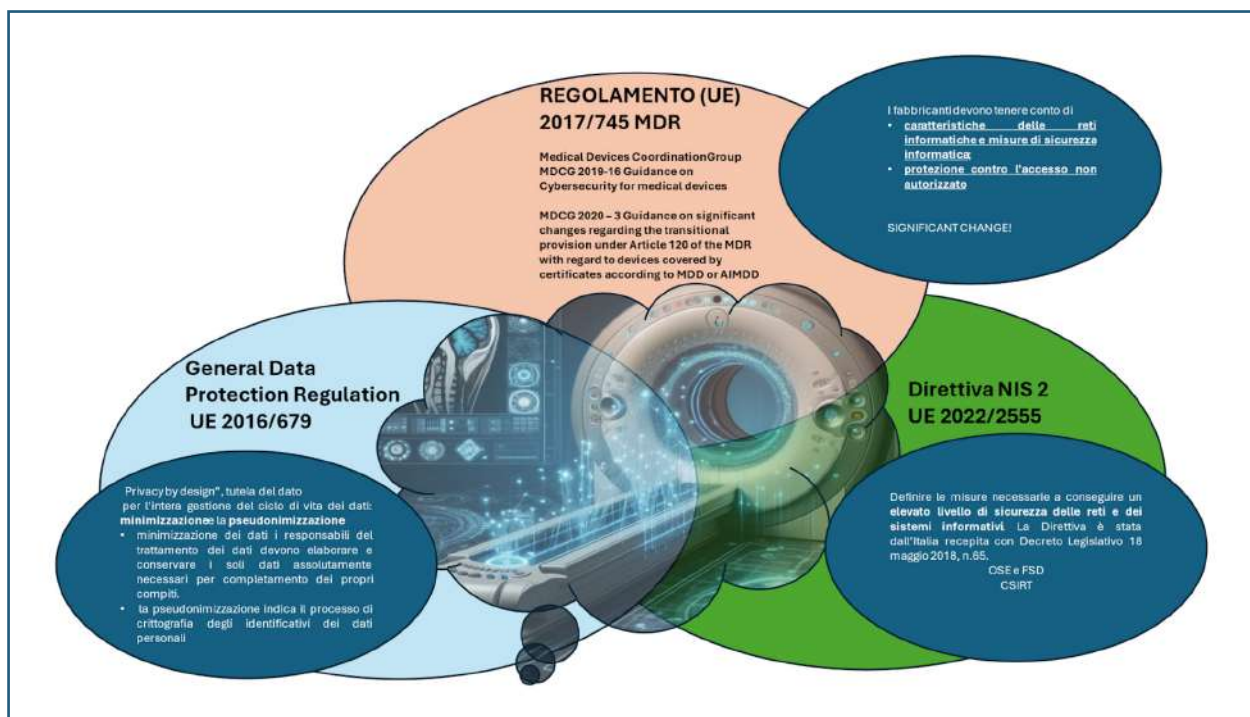 REGOLAMENTO (UE)
2017/745 MDR
Medical Devices CoordinationGroup
MDCG 2019-16 Guidance on
Cybersecurity for medical devices
MDCG 2020 – 3 Guidance on significant
changes regarding the transitional
provision under Article 120 of the MDR
with regard to devices covered by
certificates according to MDD or AIMDD
I fabbricanti devono tenere conto di
• caratteristiche delle reti
informatiche e misure di sicurezza
informatica;
• protezione contro l'accesso non
autorizzato
SIGNIFICANT CHANGE!
General Data
Protection Regulation
UE 2016/679
Privacy by design", tutela del dato
per l'intera gestione del ciclo di vita dei dati:
minimizzazione e la pseudonimizzazione
• minimizzazione dei dati i responsabili del
trattamento dei dati devono elaborare e
conservare i soli dati assolutamente
necessari per completamento dei propri
compiti.
• la pseudonimizzazione indica il processo di
crittografia degli identificativi dei dati
personali
Direttiva NIS 2
UE 2022/2555
Definire le misure necessarie a conseguire un
elevato livello di sicurezza delle reti e dei
sistemi informativi. La Direttiva è stata
dall'Italia recepita con Decreto Legislativo 18
maggio 2018, n.65.
OSE e FSD
CSIRT